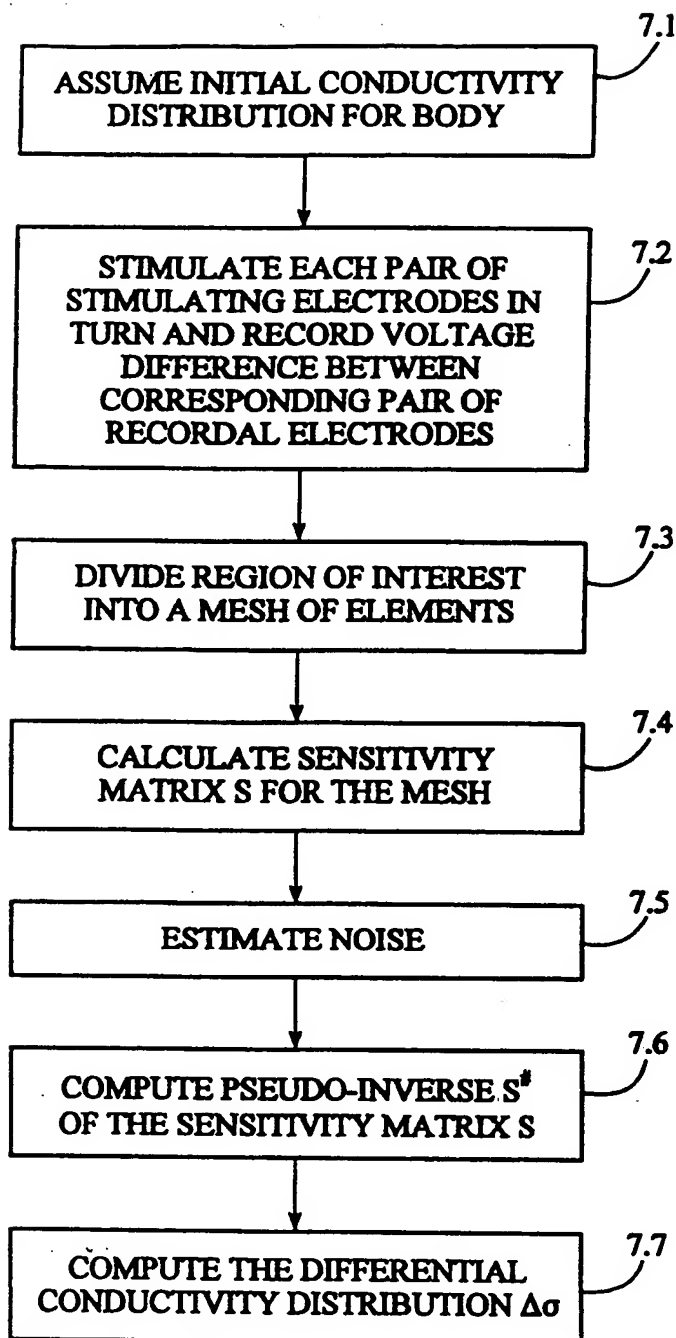 7.1
ASSUME INITIAL CONDUCTIVITY
DISTRIBUTION FOR BODY
7.2
STIMULATE EACH PAIR OF
STIMULATING ELECTRODES IN
TURN AND RECORD VOLTAGE
DIFFERENCE BETWEEN
CORRESPONDING PAIR OF
RECORDAL ELECTRODES
7.3
DIVIDE REGION OF INTEREST
INTO A MESH OF ELEMENTS
7.4
CALCULATE SENSITIVITY
MATRIX S FOR THE MESH
7.5
ESTIMATE NOISE
7.6
COMPUTE PSEUDO-INVERSE S#
OF THE SENSITIVITY MATRIX S
7.7
COMPUTE THE DIFFERENTIAL
CONDUCTIVITY DISTRIBUTION Δσ